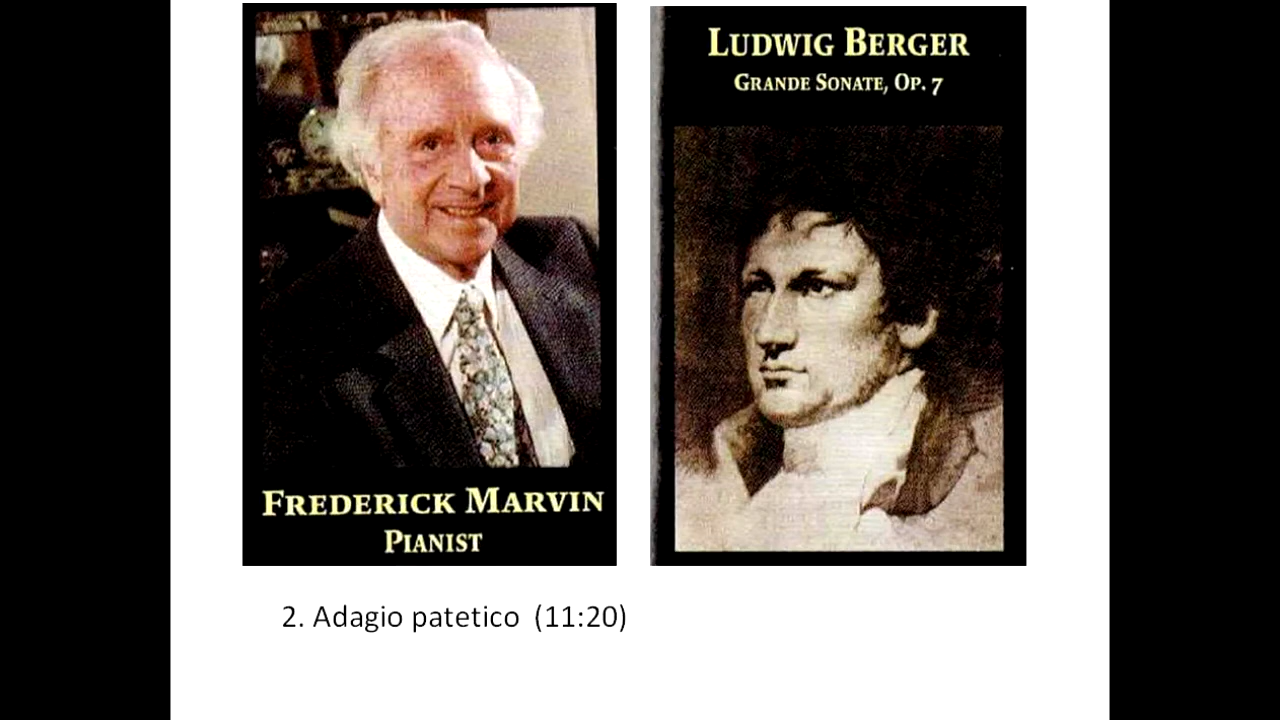 Frederick Marvin
Pianist
Ludwig Berger
Grande Sonate, Op. 7
2. Adagio patetico (11:20)